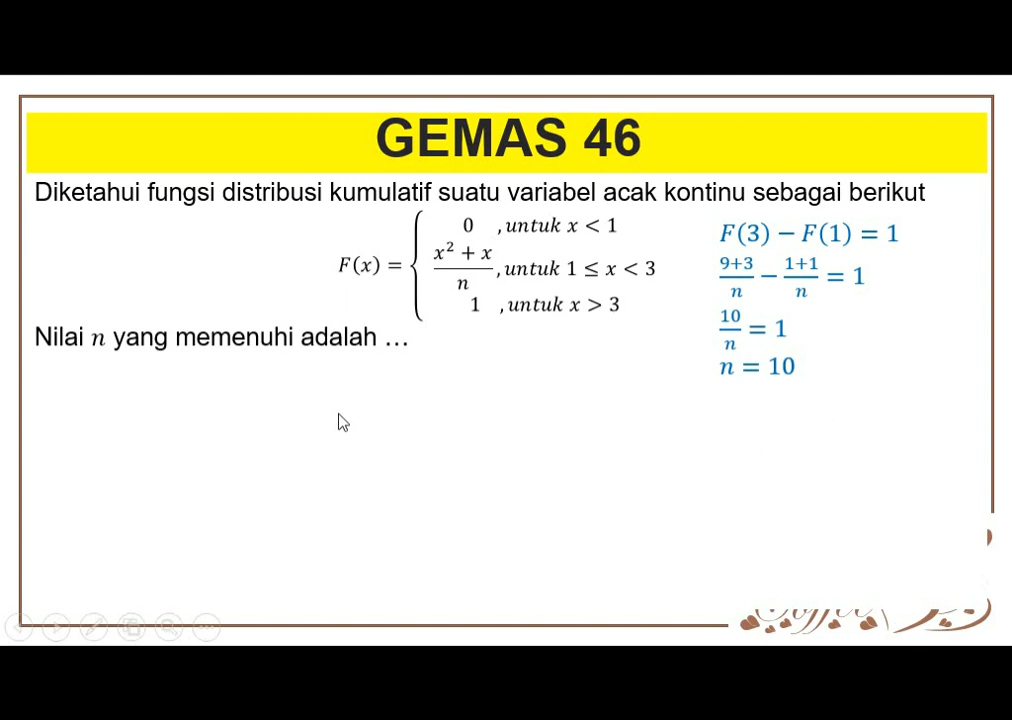 GEMAS 46
Diketahui fungsi distribusi kumulatif suatu variabel acak kontinu sebagai berikut
F(x) = { 0 , untuk x < 1
(x² + x)/n , untuk 1 ≤ x < 3
1 , untuk x > 3
Nilai n yang memenuhi adalah …
F(3) − F(1) = 1
(9+3)/n − (1+1)/n = 1
10/n = 1
n = 10